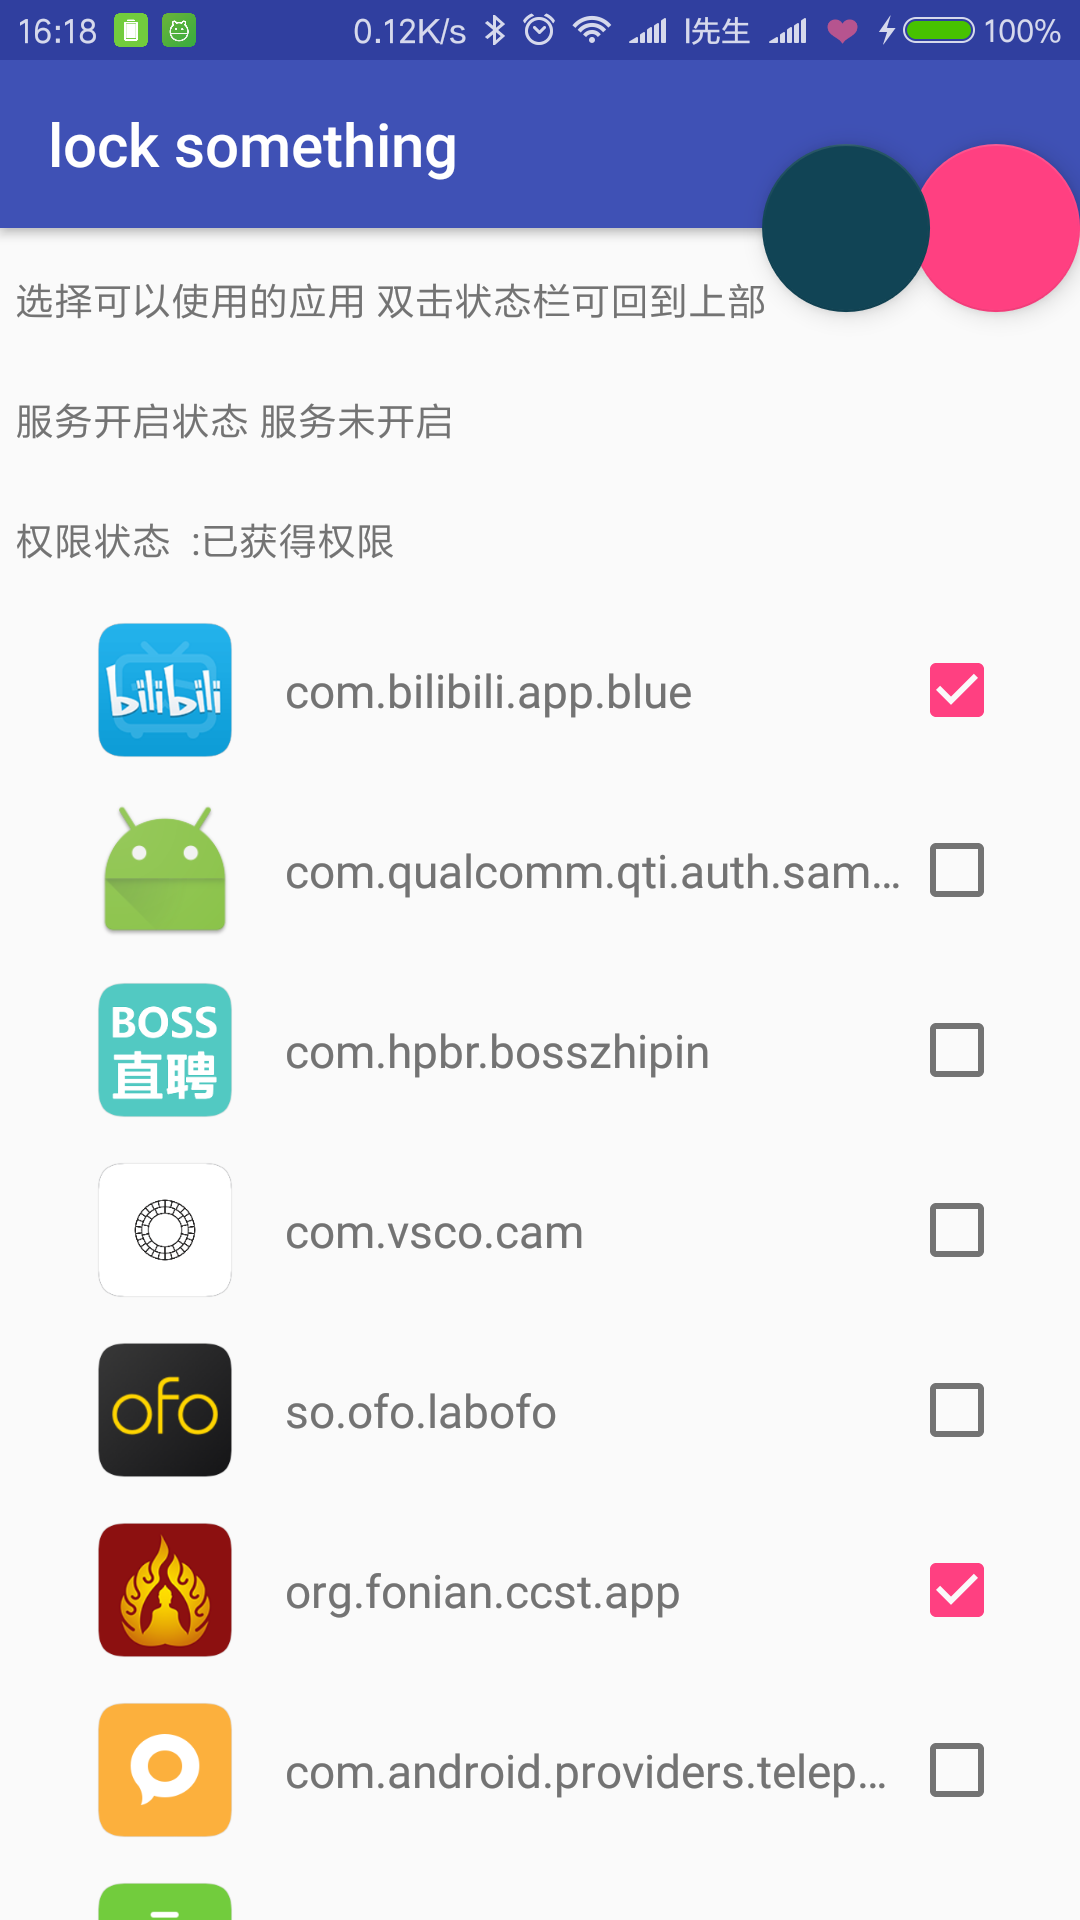 16:18 0.12K/s l先生 100%
lock something
选择可以使用的应用 双击状态栏可回到上部
服务开启状态 服务未开启
权限状态 :已获得权限
bilibili com.bilibili.app.blue
com.qualcomm.qti.auth.sam...
BOSS
直聘
com.hpbr.bosszhipin
com.vsco.cam
ofo so.ofo.labofo
org.fonian.ccst.app
com.android.providers.telep...